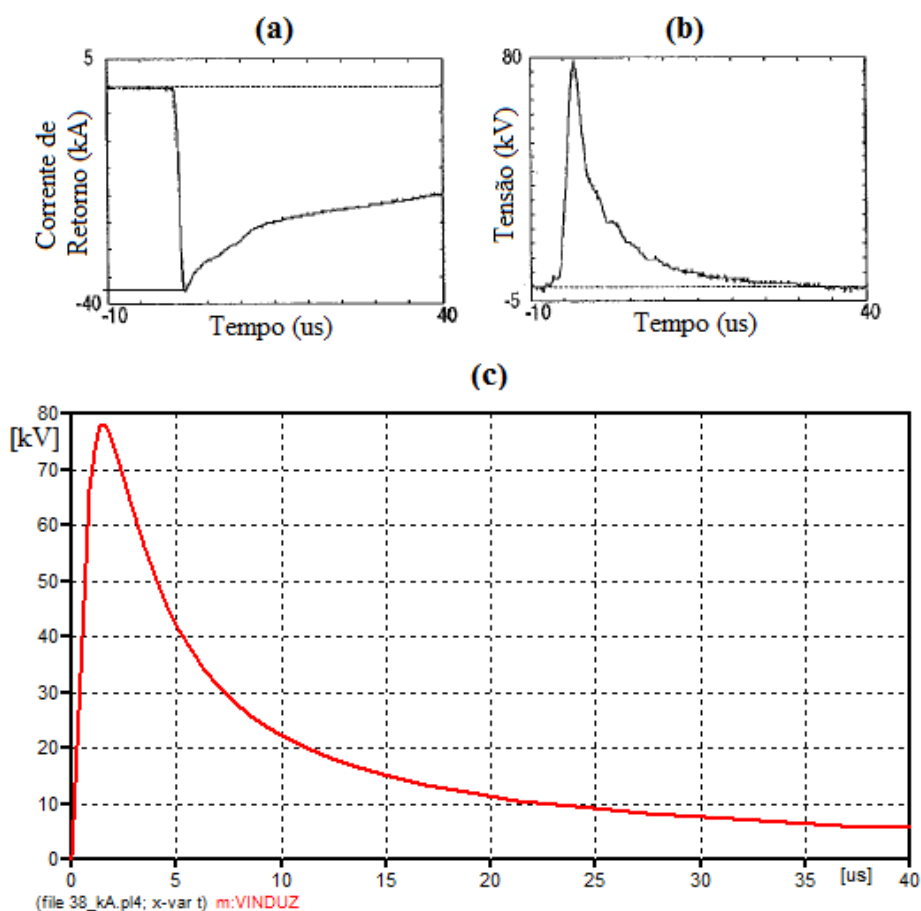 (a)
5
Corrente de
Retorno (kA)
-40
-10
40
Tempo (us)
(b)
80
Tensão (kV)
-5
-10
40
Tempo (us)
(c)
80
[kV]
70
60
50
40
30
20
10
0
0 5 10 15 20 25 30 35 [us] 40
(file 38_kA.pl4; x-var t) m:VINDUZ